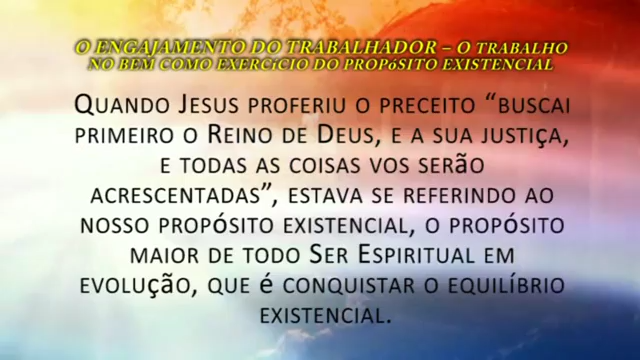 O ENGAJAMENTO DO TRABALHADOR – O TRABALHO
NO BEM COMO EXERCÍCIO DO PROPÓSITO EXISTENCIAL
QUANDO JESUS PROFERIU O PRECEITO “BUSCAI
PRIMEIRO O REINO DE DEUS, E A SUA JUSTIÇA,
E TODAS AS COISAS VOS SERÃO
ACRESCENTADAS”, ESTAVA SE REFERINDO AO
NOSSO PROPÓSITO EXISTENCIAL, O PROPÓSITO
MAIOR DE TODO SER ESPIRITUAL EM
EVOLUÇÃO, QUE É CONQUISTAR O EQUILÍBRIO
EXISTENCIAL.